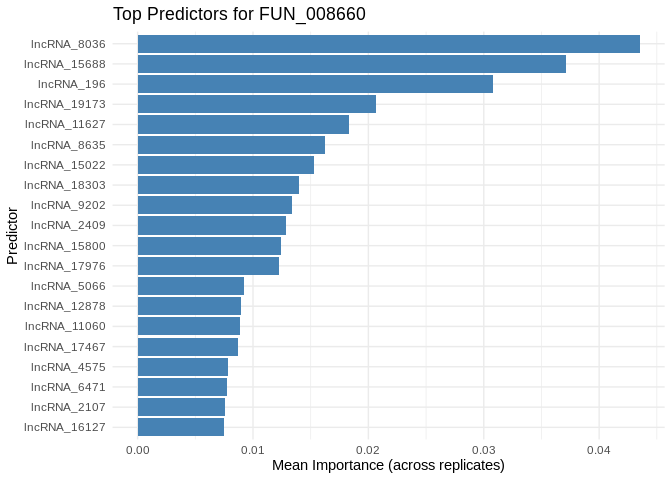 Top Predictors for FUN_008660
Predictor
lncRNA_8036
lncRNA_15688
lncRNA_196
lncRNA_19173
lncRNA_11627
lncRNA_8635
lncRNA_15022
lncRNA_18303
lncRNA_9202
lncRNA_2409
lncRNA_15800
lncRNA_17976
lncRNA_5066
lncRNA_12878
lncRNA_11060
lncRNA_17467
lncRNA_4575
lncRNA_6471
lncRNA_2107
lncRNA_16127
0.00 0.01 0.02 0.03 0.04
Mean Importance (across replicates)